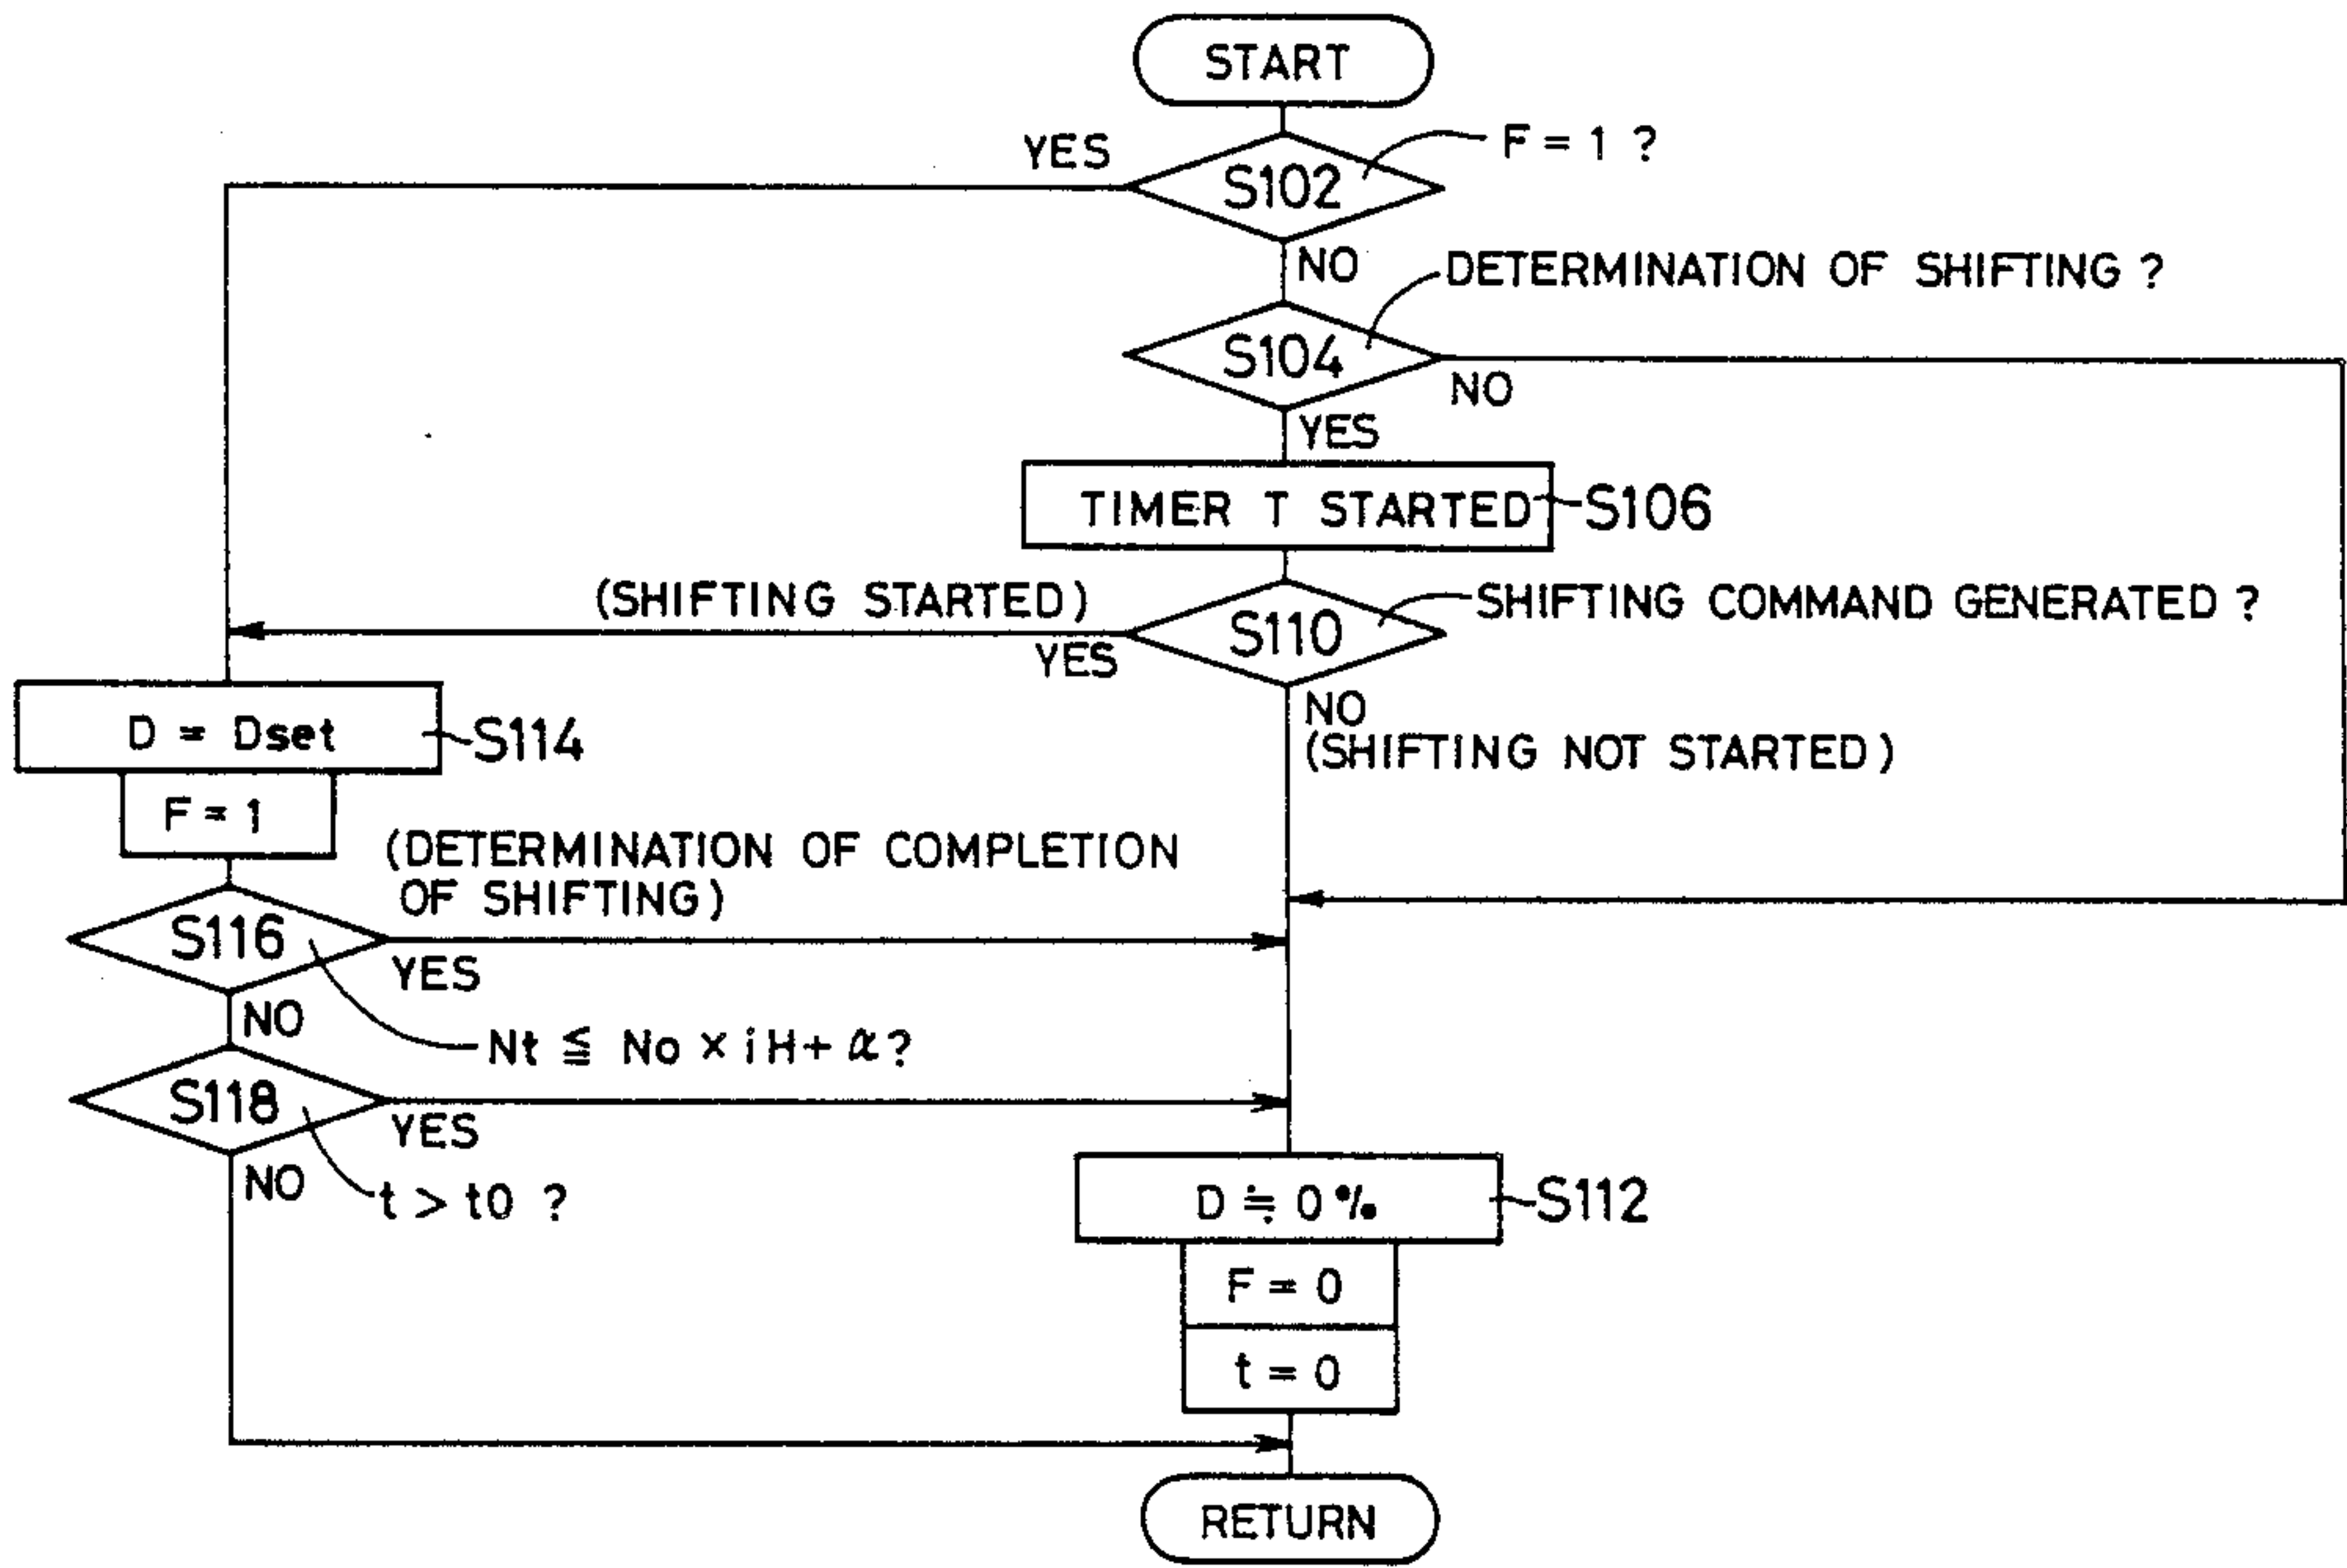 START
YES
F = 1 ?
S102
NO
DETERMINATION OF SHIFTING ?
S104
NO
YES
TIMER T STARTED
S106
(SHIFTING STARTED)
SHIFTING COMMAND GENERATED ?
S110
YES
NO
(SHIFTING NOT STARTED)
D = Dset
S114
F = 1
(DETERMINATION OF COMPLETION
OF SHIFTING)
S116
YES
NO
Nt ≦ No × iH + α ?
S118
YES
NO
t > t0 ?
D ≒ 0 %
S112
F = 0
t = 0
RETURN